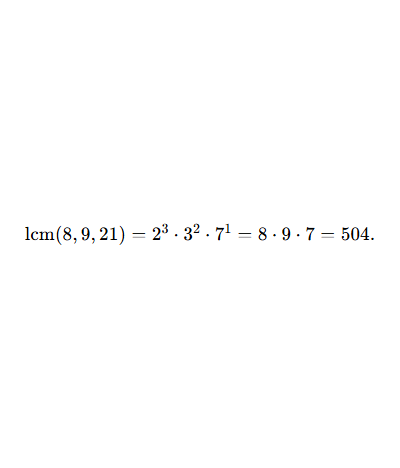 lcm(8, 9, 21) = 2³ · 3² · 7¹ = 8 · 9 · 7 = 504.